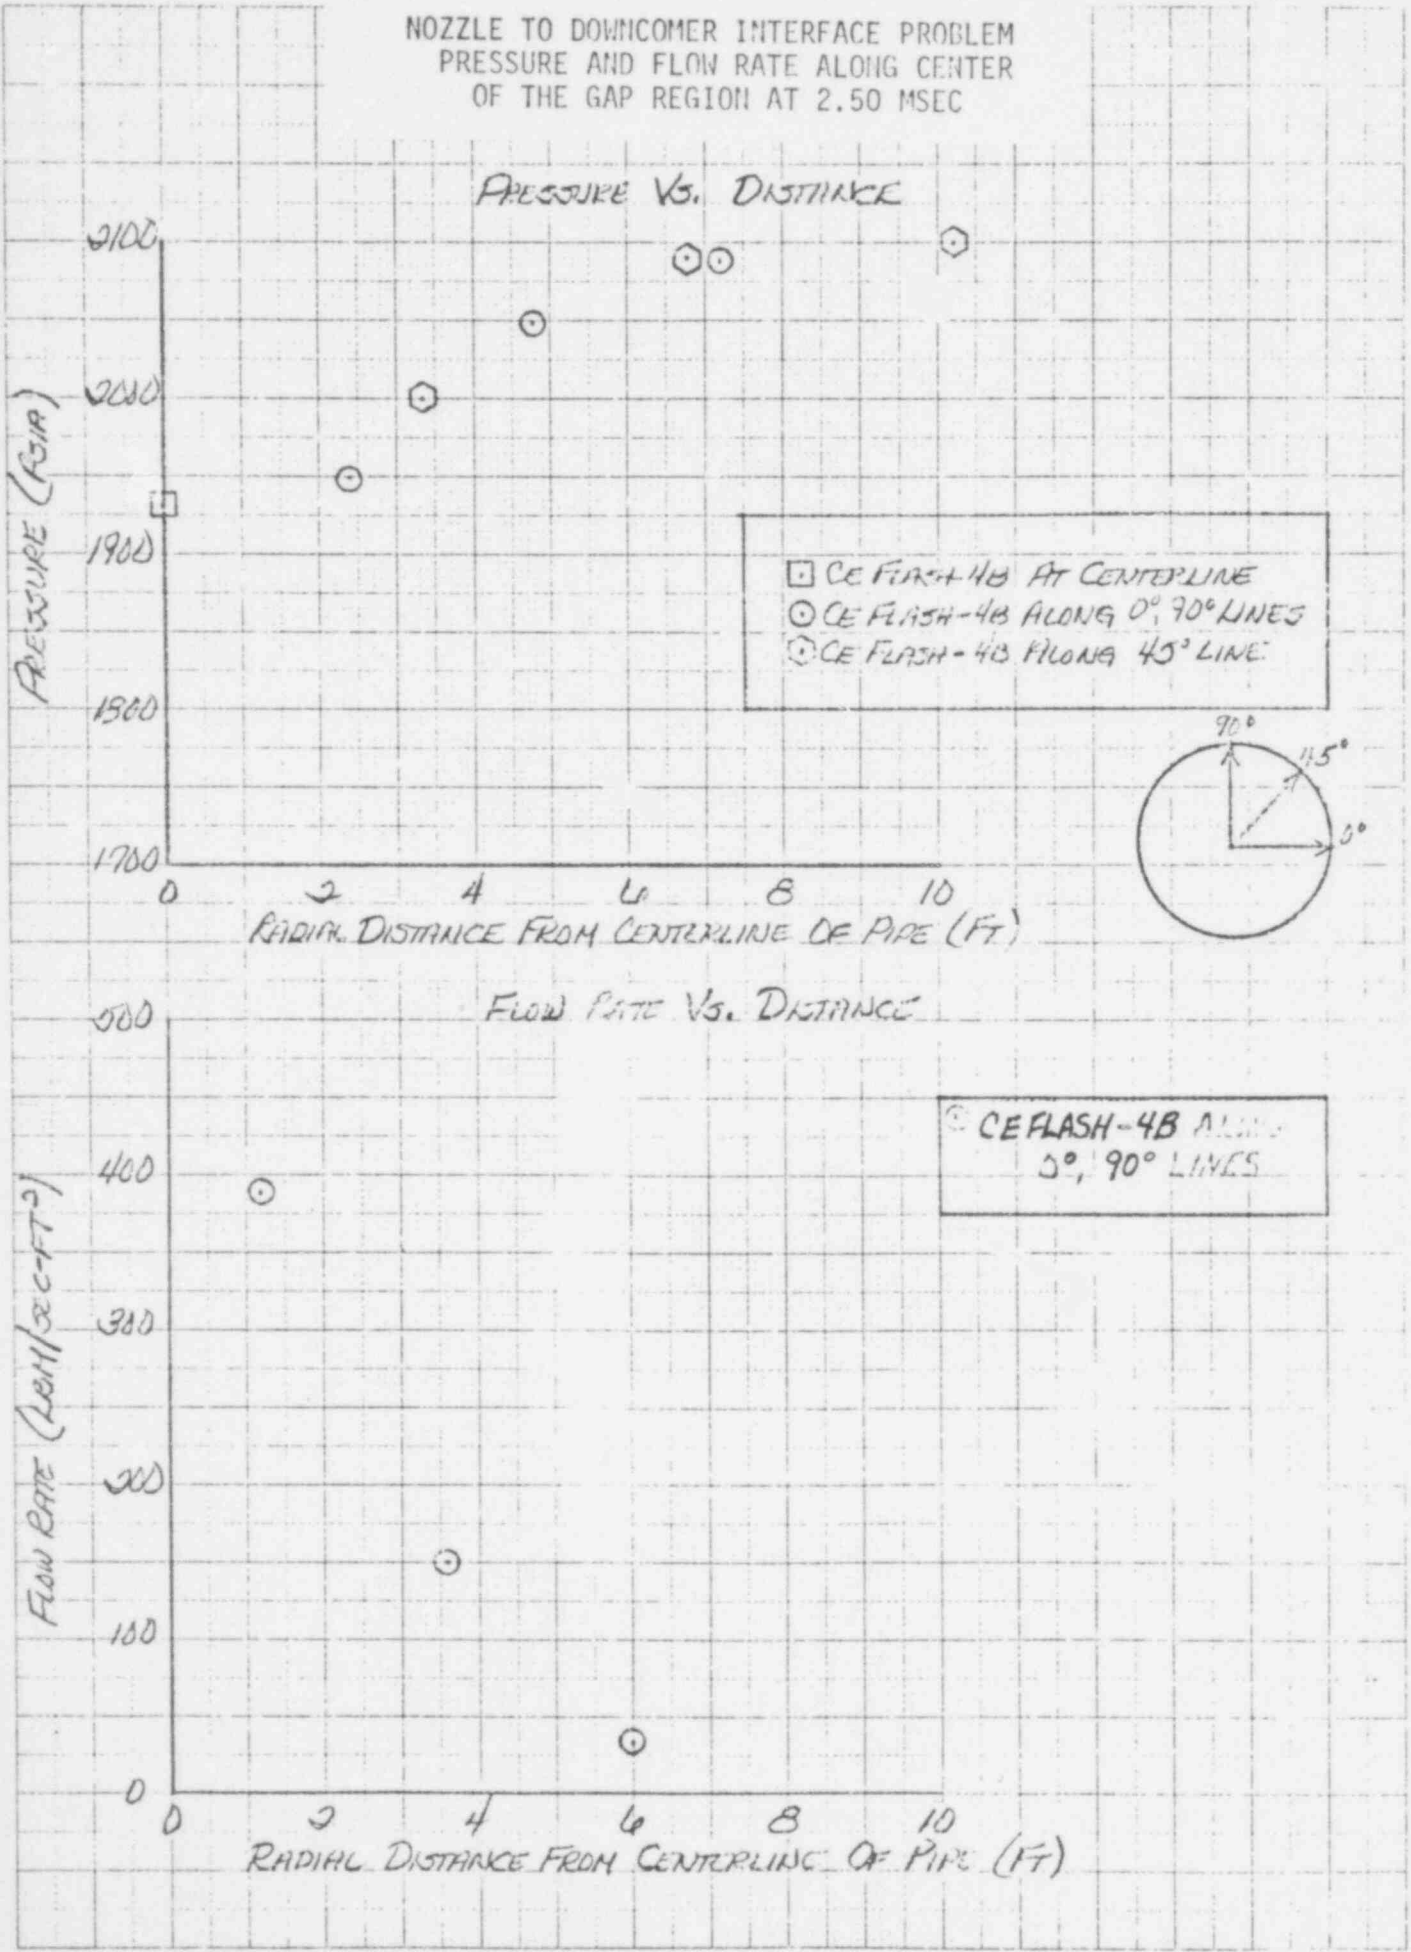 NOZZLE TO DOWNCOMER INTERFACE PROBLEM
PRESSURE AND FLOW RATE ALONG CENTER
OF THE GAP REGION AT 2.50 MSEC
PRESSURE VS. DISTANCE
2100
2000
1900
1800
1700
PRESSURE (PSIA)
CE FLASH-4B AT CENTERLINE
CE FLASH-4B ALONG 0°, 90° LINES
CE FLASH-4B ALONG 45° LINE
90°
45°
0°
0 2 4 6 8 10
RADIAL DISTANCE FROM CENTERLINE OF PIPE (FT)
FLOW RATE VS. DISTANCE
500
400
300
200
100
0
FLOW RATE (LBM/SEC-FT²)
CEFLASH-4B ALONG
0°, 90° LINES
0 2 4 6 8 10
RADIAL DISTANCE FROM CENTERLINE OF PIPE (FT)